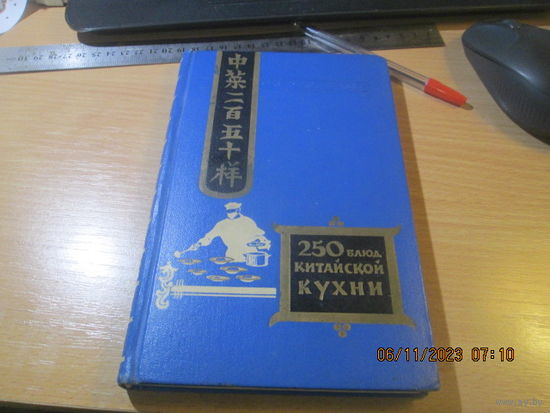 中菜二百五十样
250 БЛЮД
КИТАЙСКОЙ
КУХНИ
06/11/2023 07:10